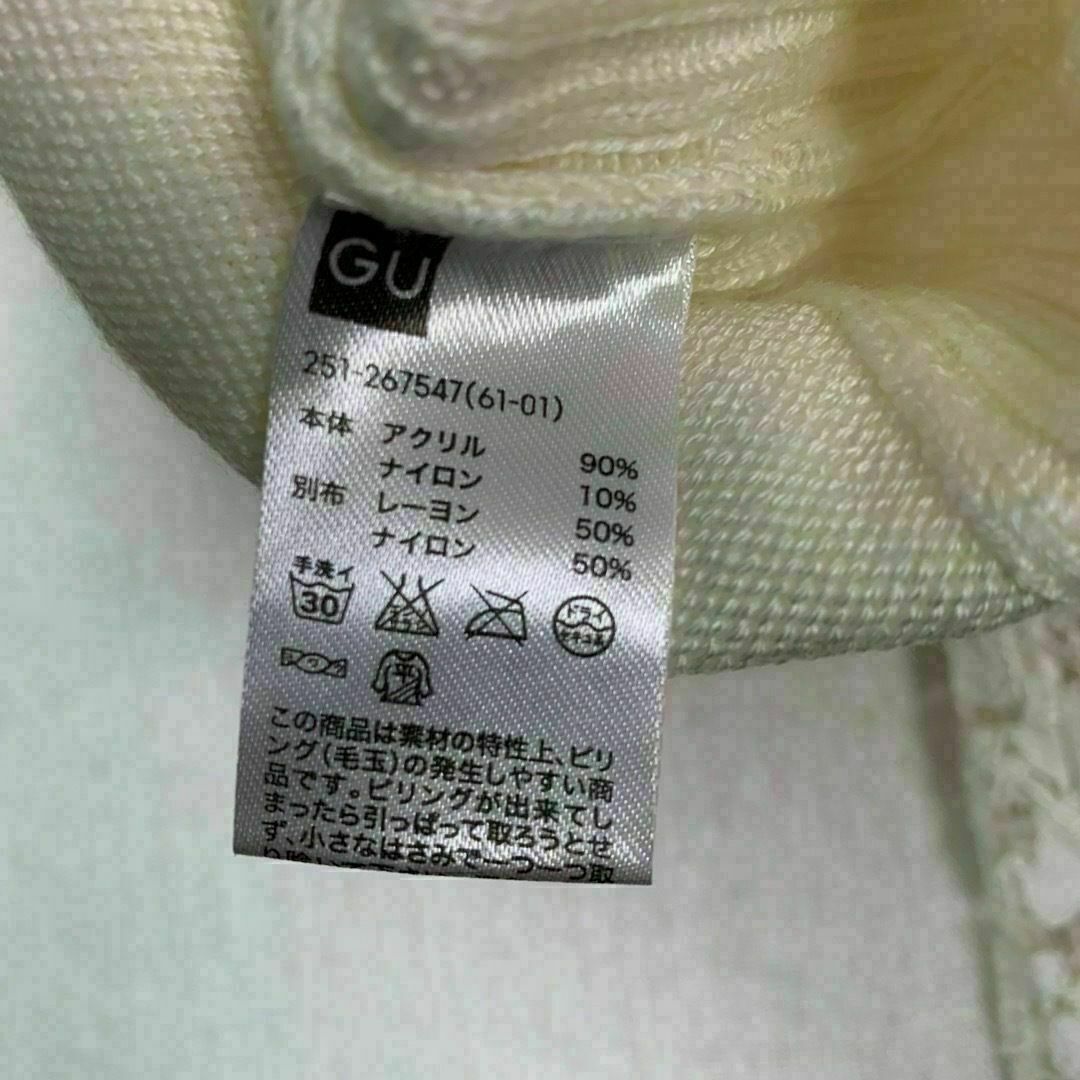 GU
251-267547(61-01)
本体 アクリル 90%
ナイロン 10%
別布 レーヨン 50%
ナイロン 50%
手洗イ
30
ドライ
平
この商品は素材の特性上、ピリ
ング(毛玉)の発生しやすい商
品です。ピリングが出来てし
まったら引っぱって取ろうとせ
ず、小さなはさみで一つ一つ取